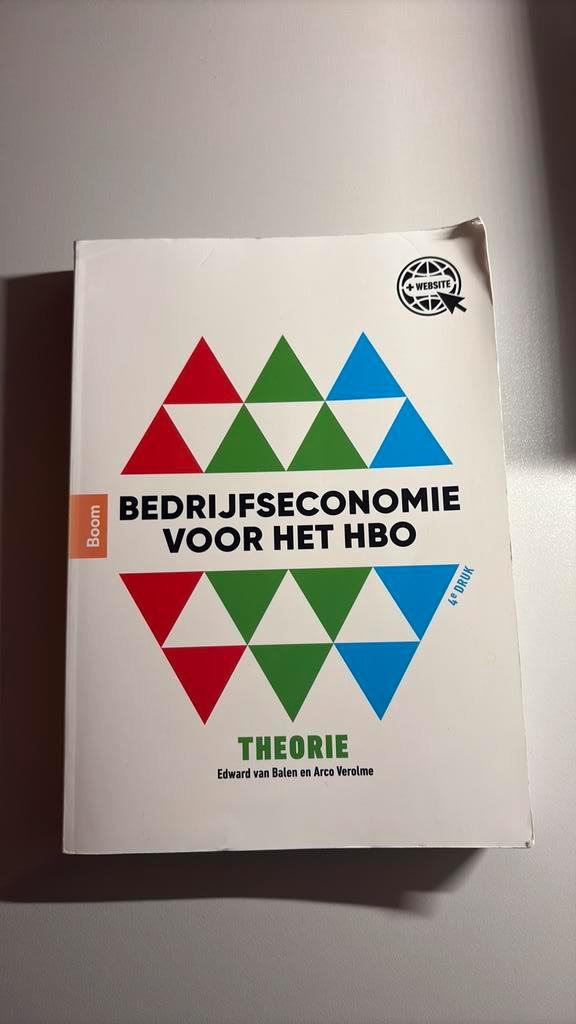 + WEBSITE
Boom
BEDRIJFSECONOMIE
VOOR HET HBO
4e DRUK
THEORIE
Edward van Balen en Arco Verolme